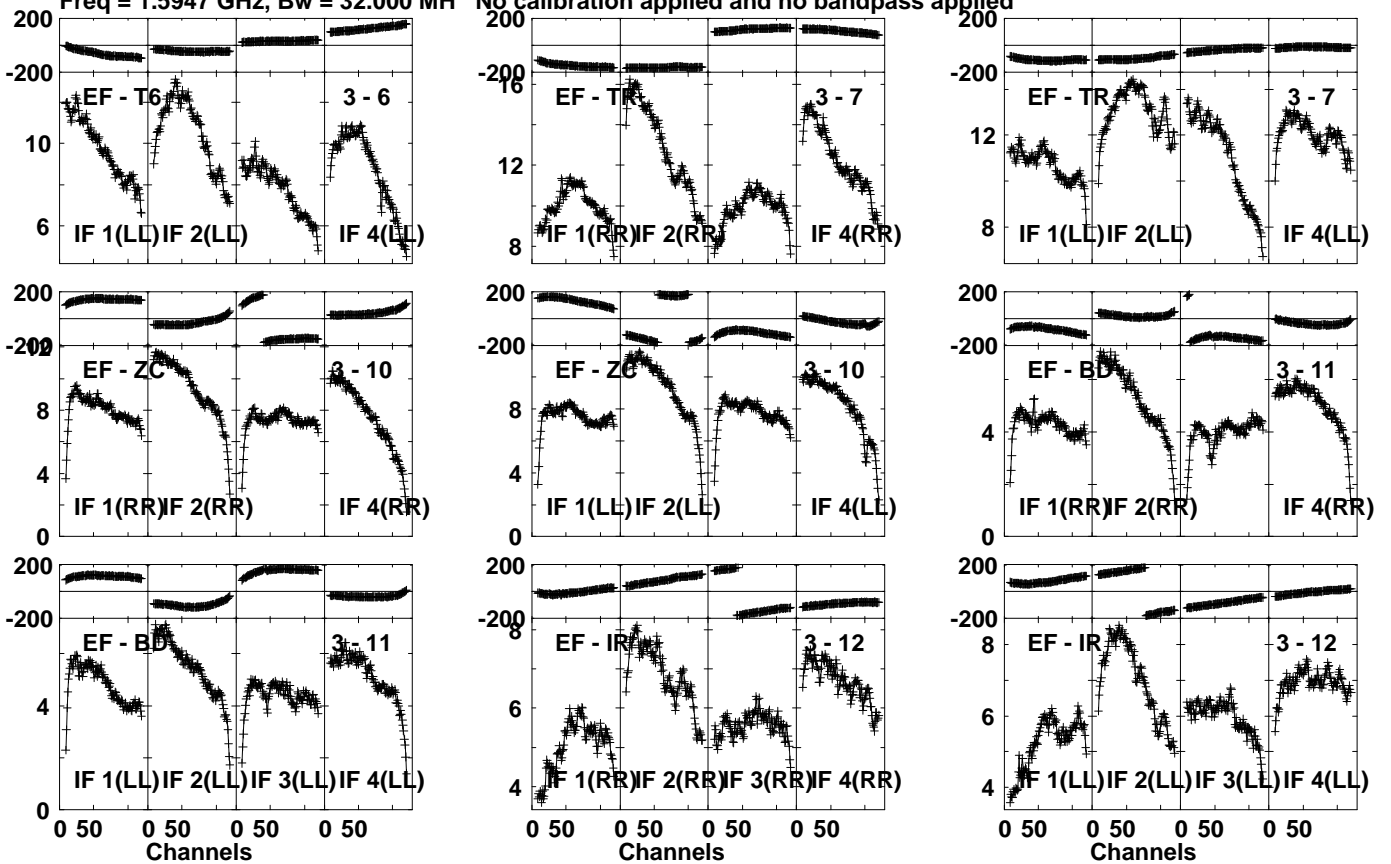 Freq = 1.5947 GHz, Bw = 32.000 MH No calibration applied and no bandpass applied
200
-200
EF - T6
3 - 6
10
6
IF 1(LL)
IF 2(LL)
IF 4(LL)
-200
16
EF - TR
3 - 7
12
8
IF 1(RR)
IF 2(RR)
IF 4(RR)
200
-200
EF - TR
3 - 7
12
8
IF 1(LL)
IF 2(LL)
IF 4(LL)
200
-200
12
EF - ZC
3 - 10
8
4
0
IF 1(RR)
IF 2(RR)
IF 4(RR)
200
-200
EF - ZC
3 - 10
8
4
0
IF 1(LL)
IF 2(LL)
IF 4(LL)
200
-200
EF - BD
3 - 11
4
0
IF 1(RR)
IF 2(RR)
IF 4(RR)
200
-200
EF - BD
3 - 11
4
0
IF 1(LL)
IF 2(LL)
IF 3(LL)
IF 4(LL)
0 50 0 50 0 50 0 50
Channels
200
-200
8
EF - IR
3 - 12
6
4
IF 1(RR)
IF 2(RR)
IF 3(RR)
IF 4(RR)
0 50 0 50 0 50 0 50
Channels
200
-200
EF - IR
3 - 12
8
6
4
IF 1(LL)
IF 2(LL)
IF 3(LL)
IF 4(LL)
0 50 0 50 0 50 0 50
Channels